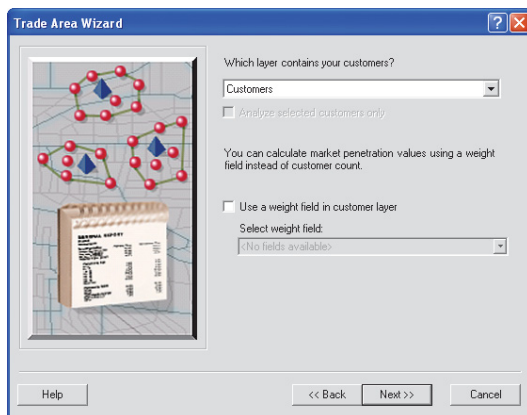 Trade Area Wizard
Which layer contains your customers?
Customers
Analyze selected customers only
You can calculate market penetration values using a weight
field instead of customer count.
Use a weight field in customer layer
Select weight field:
<No fields available>
Help
<< Back
Next >>
Cancel